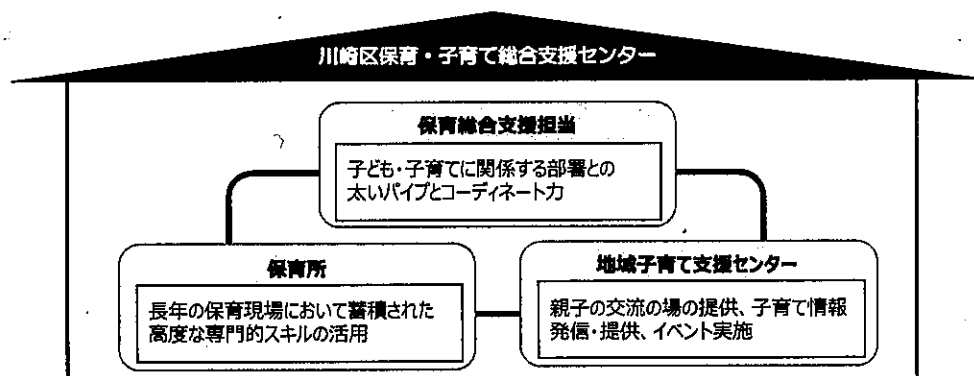 川崎区保育・子育て総合支援センター
保育総合支援担当
子ども・子育てに関係する部署との
太いパイプとコーディネート力
保育所
長年の保育現場において蓄積された
高度な専門的スキルの活用
地域子育て支援センター
親子の交流の場の提供、子育て情報
発信・提供、イベント実施